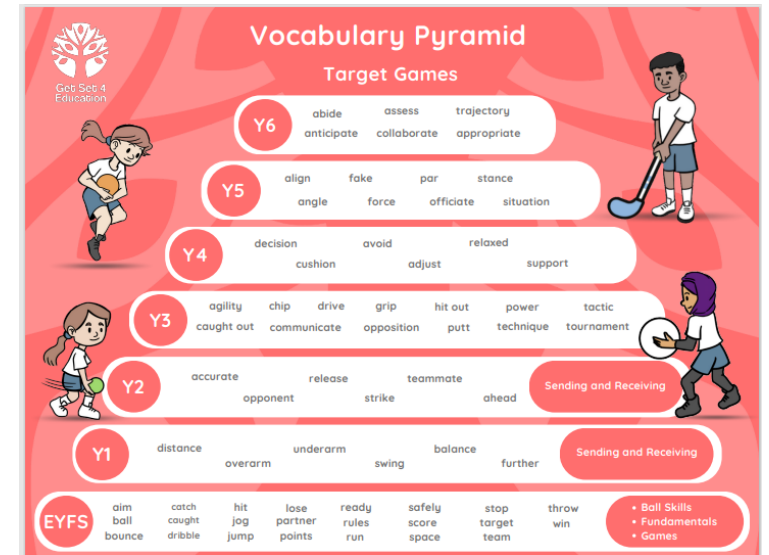 Vocabulary Pyramid
Target Games
Get Set 4
Education
Y6
abide assess trajectory
anticipate collaborate appropriate
Y5
align fake par stance
angle force officiate situation
Y4
decision avoid relaxed
cushion adjust support
Y3
agility chip drive grip hit out power tactic
caught out communicate opposition putt technique tournament
Y2
accurate release teammate
opponent strike ahead
Sending and Receiving
Y1
distance underarm balance
overarm swing further
Sending and Receiving
EYFS
aim catch hit lose ready safely stop throw
ball caught jog partner rules score target win
bounce dribble jump points run space team
• Ball Skills
• Fundamentals
• Games